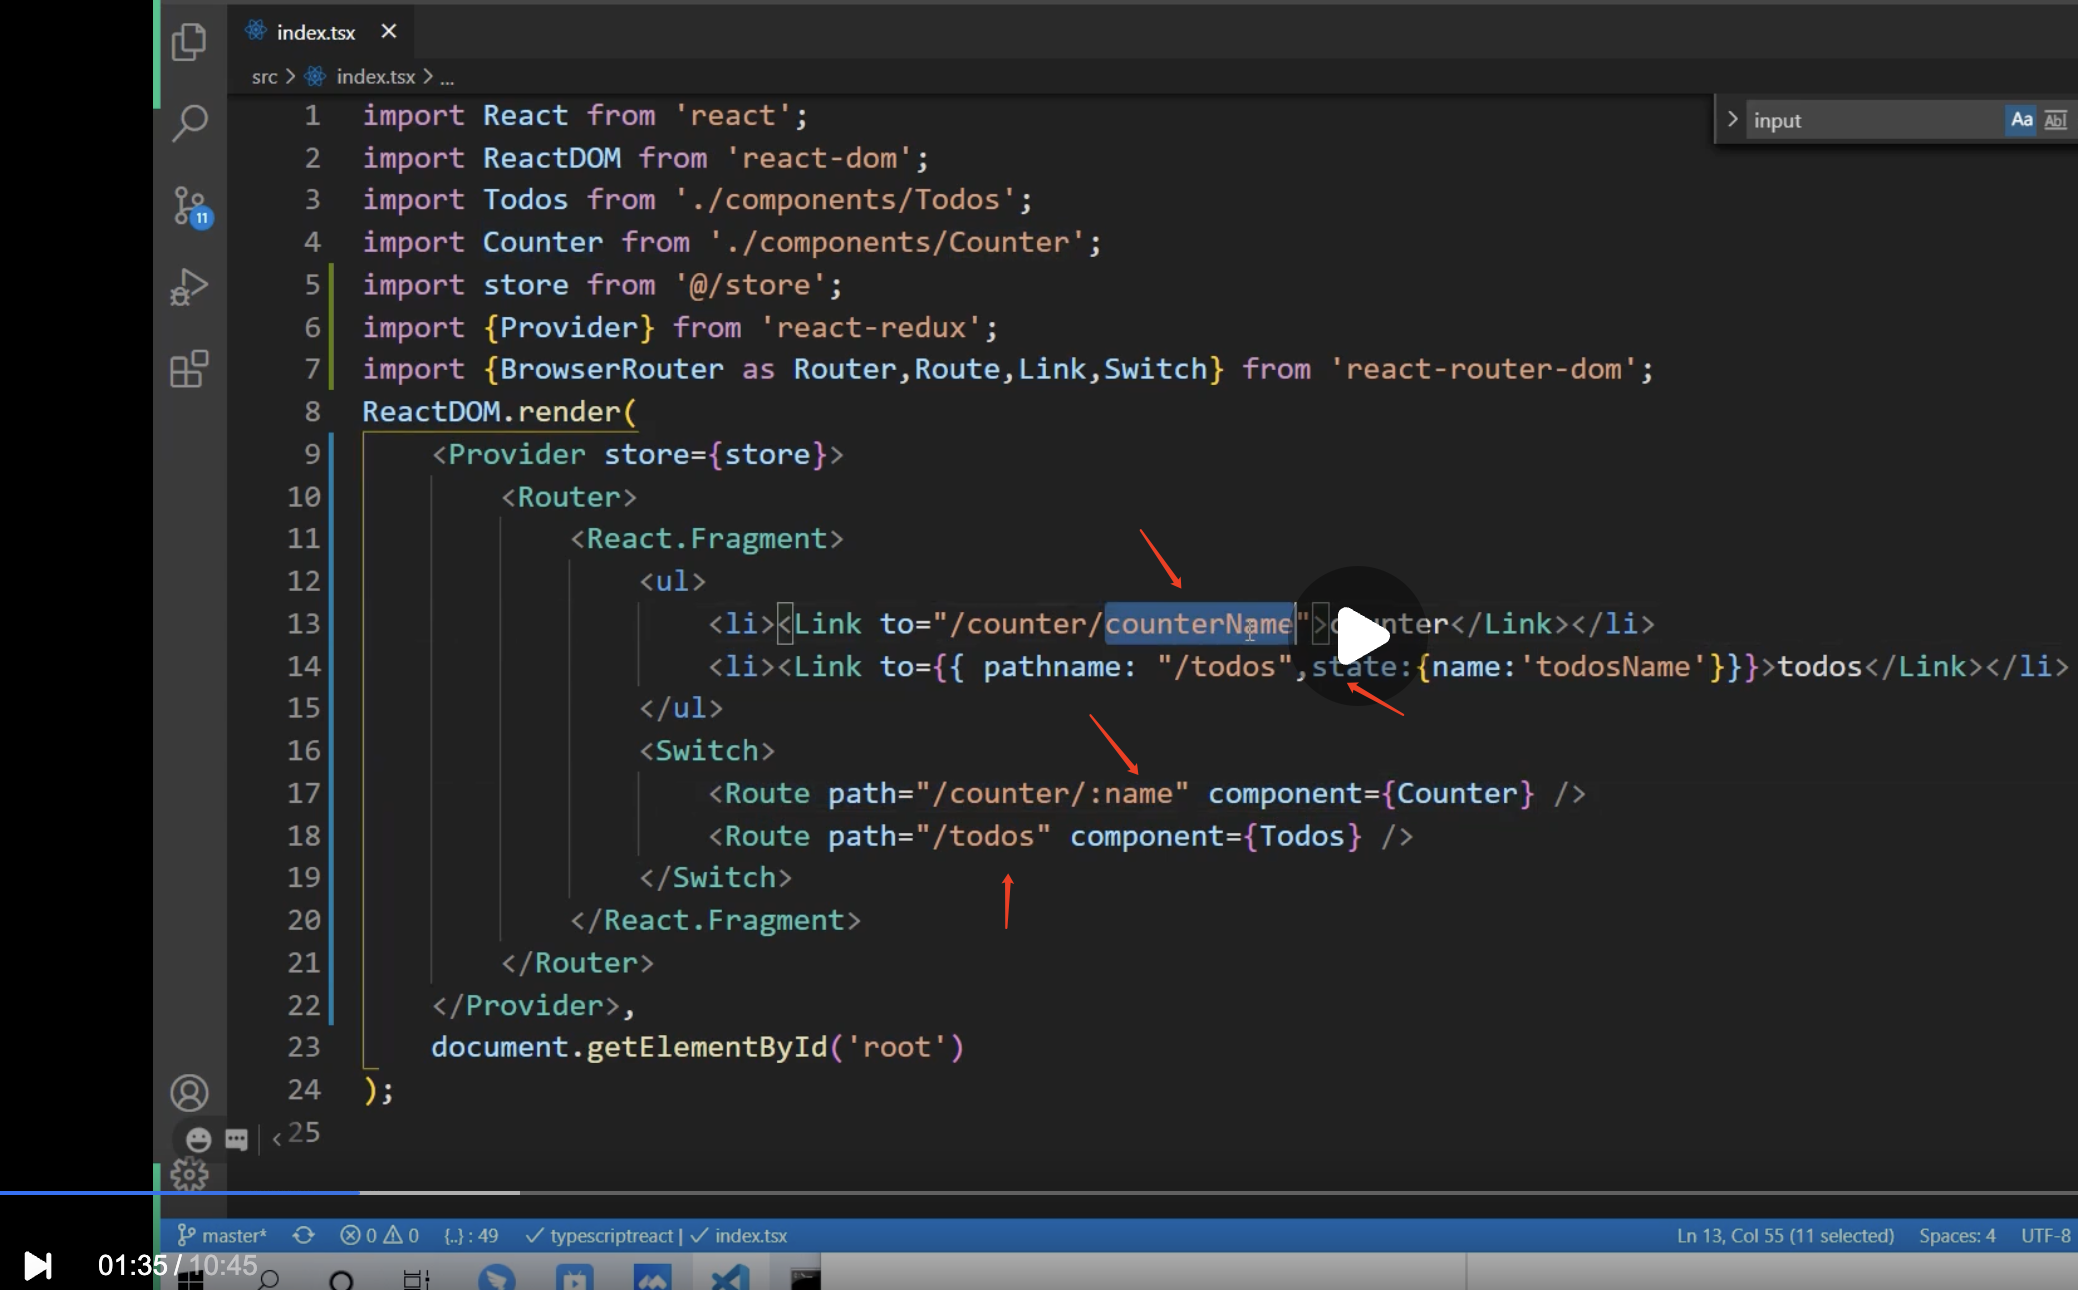 index.tsx
src > index.tsx > ...
input
Aa Abl
1 import React from 'react';
2 import ReactDOM from 'react-dom';
3 import Todos from './components/Todos';
4 import Counter from './components/Counter';
5 import store from '@/store';
6 import {Provider} from 'react-redux';
7 import {BrowserRouter as Router,Route,Link,Switch} from 'react-router-dom';
8 ReactDOM.render(
9 <Provider store={store}>
10 <Router>
11 <React.Fragment>
12 <ul>
13 <li><Link to="/counter/counterName">counter</Link></li>
14 <li><Link to={{ pathname: "/todos",state:{name:'todosName'}}}>todos</Link></li>
15 </ul>
16 <Switch>
17 <Route path="/counter/:name" component={Counter} />
18 <Route path="/todos" component={Todos} />
19 </Switch>
20 </React.Fragment>
21 </Router>
22 </Provider>,
23 document.getElementById('root')
24 );
25
11
master* 0 0 {..} : 49 typescriptreact | index.tsx Ln 13, Col 55 (11 selected) Spaces: 4 UTF-8
01:35 / 10:45